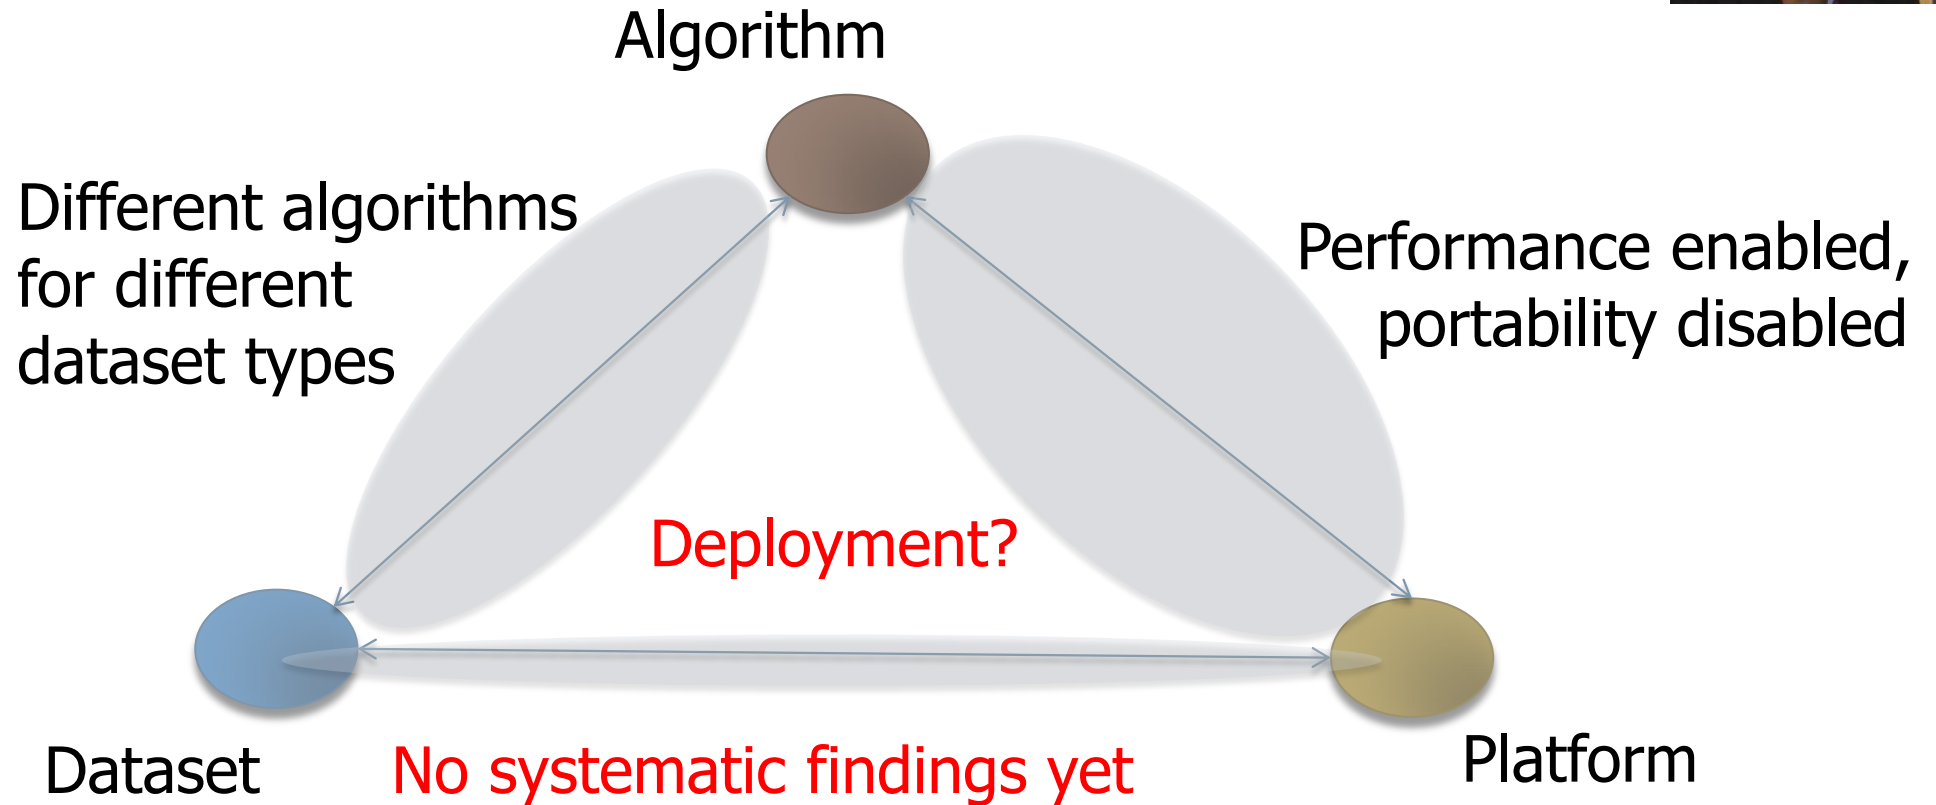 Algorithm
Different algorithms
for different
dataset types
Performance enabled,
portability disabled
Deployment?
Dataset
No systematic findings yet
Platform